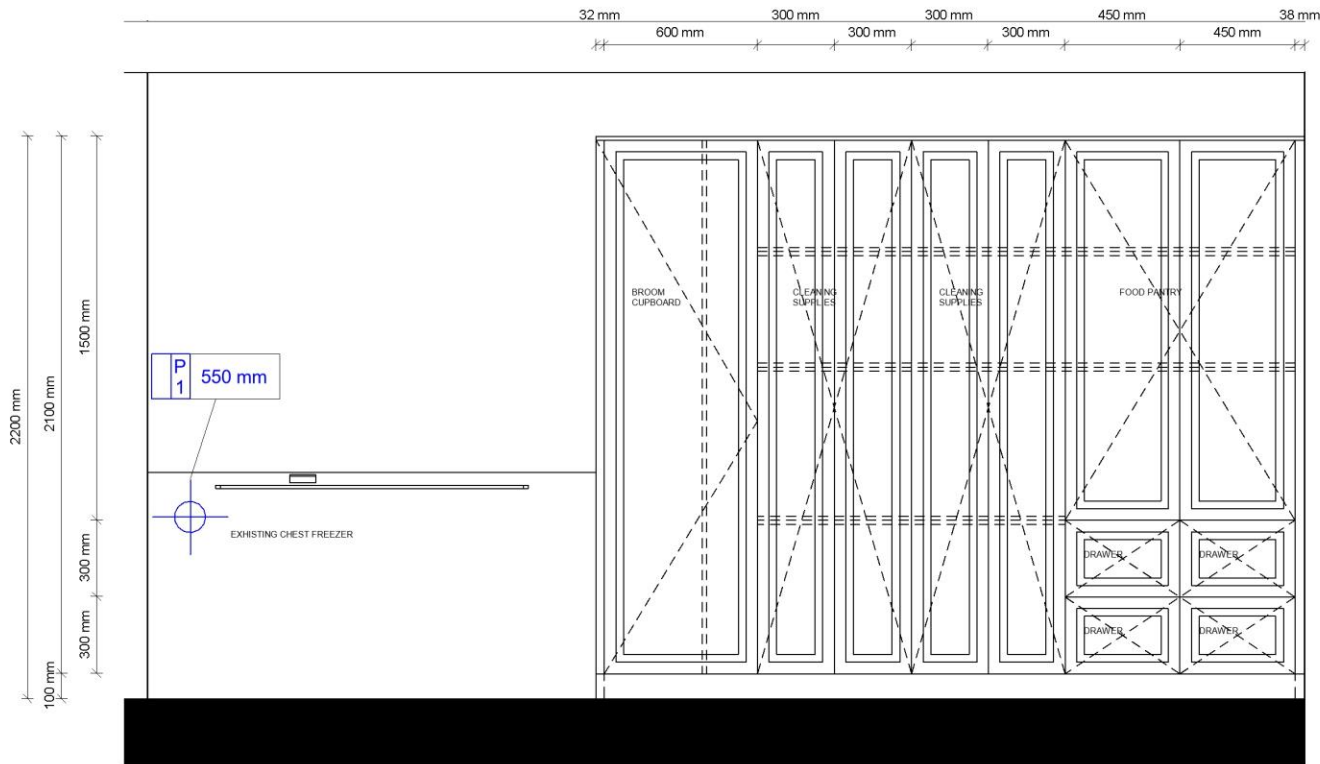 32 mm 300 mm 300 mm 450 mm 38 mm
600 mm 300 mm 300 mm 450 mm
2200 mm
2100 mm
100 mm
1500 mm
300 mm
300 mm
P
1
550 mm
EXHISTING CHEST FREEZER
BROOM
CUPBOARD
CLEANING
SUPPLIES
CLEANING
SUPPLIES
FOOD PANTRY
DRAWER
DRAWER
DRAWER
DRAWER